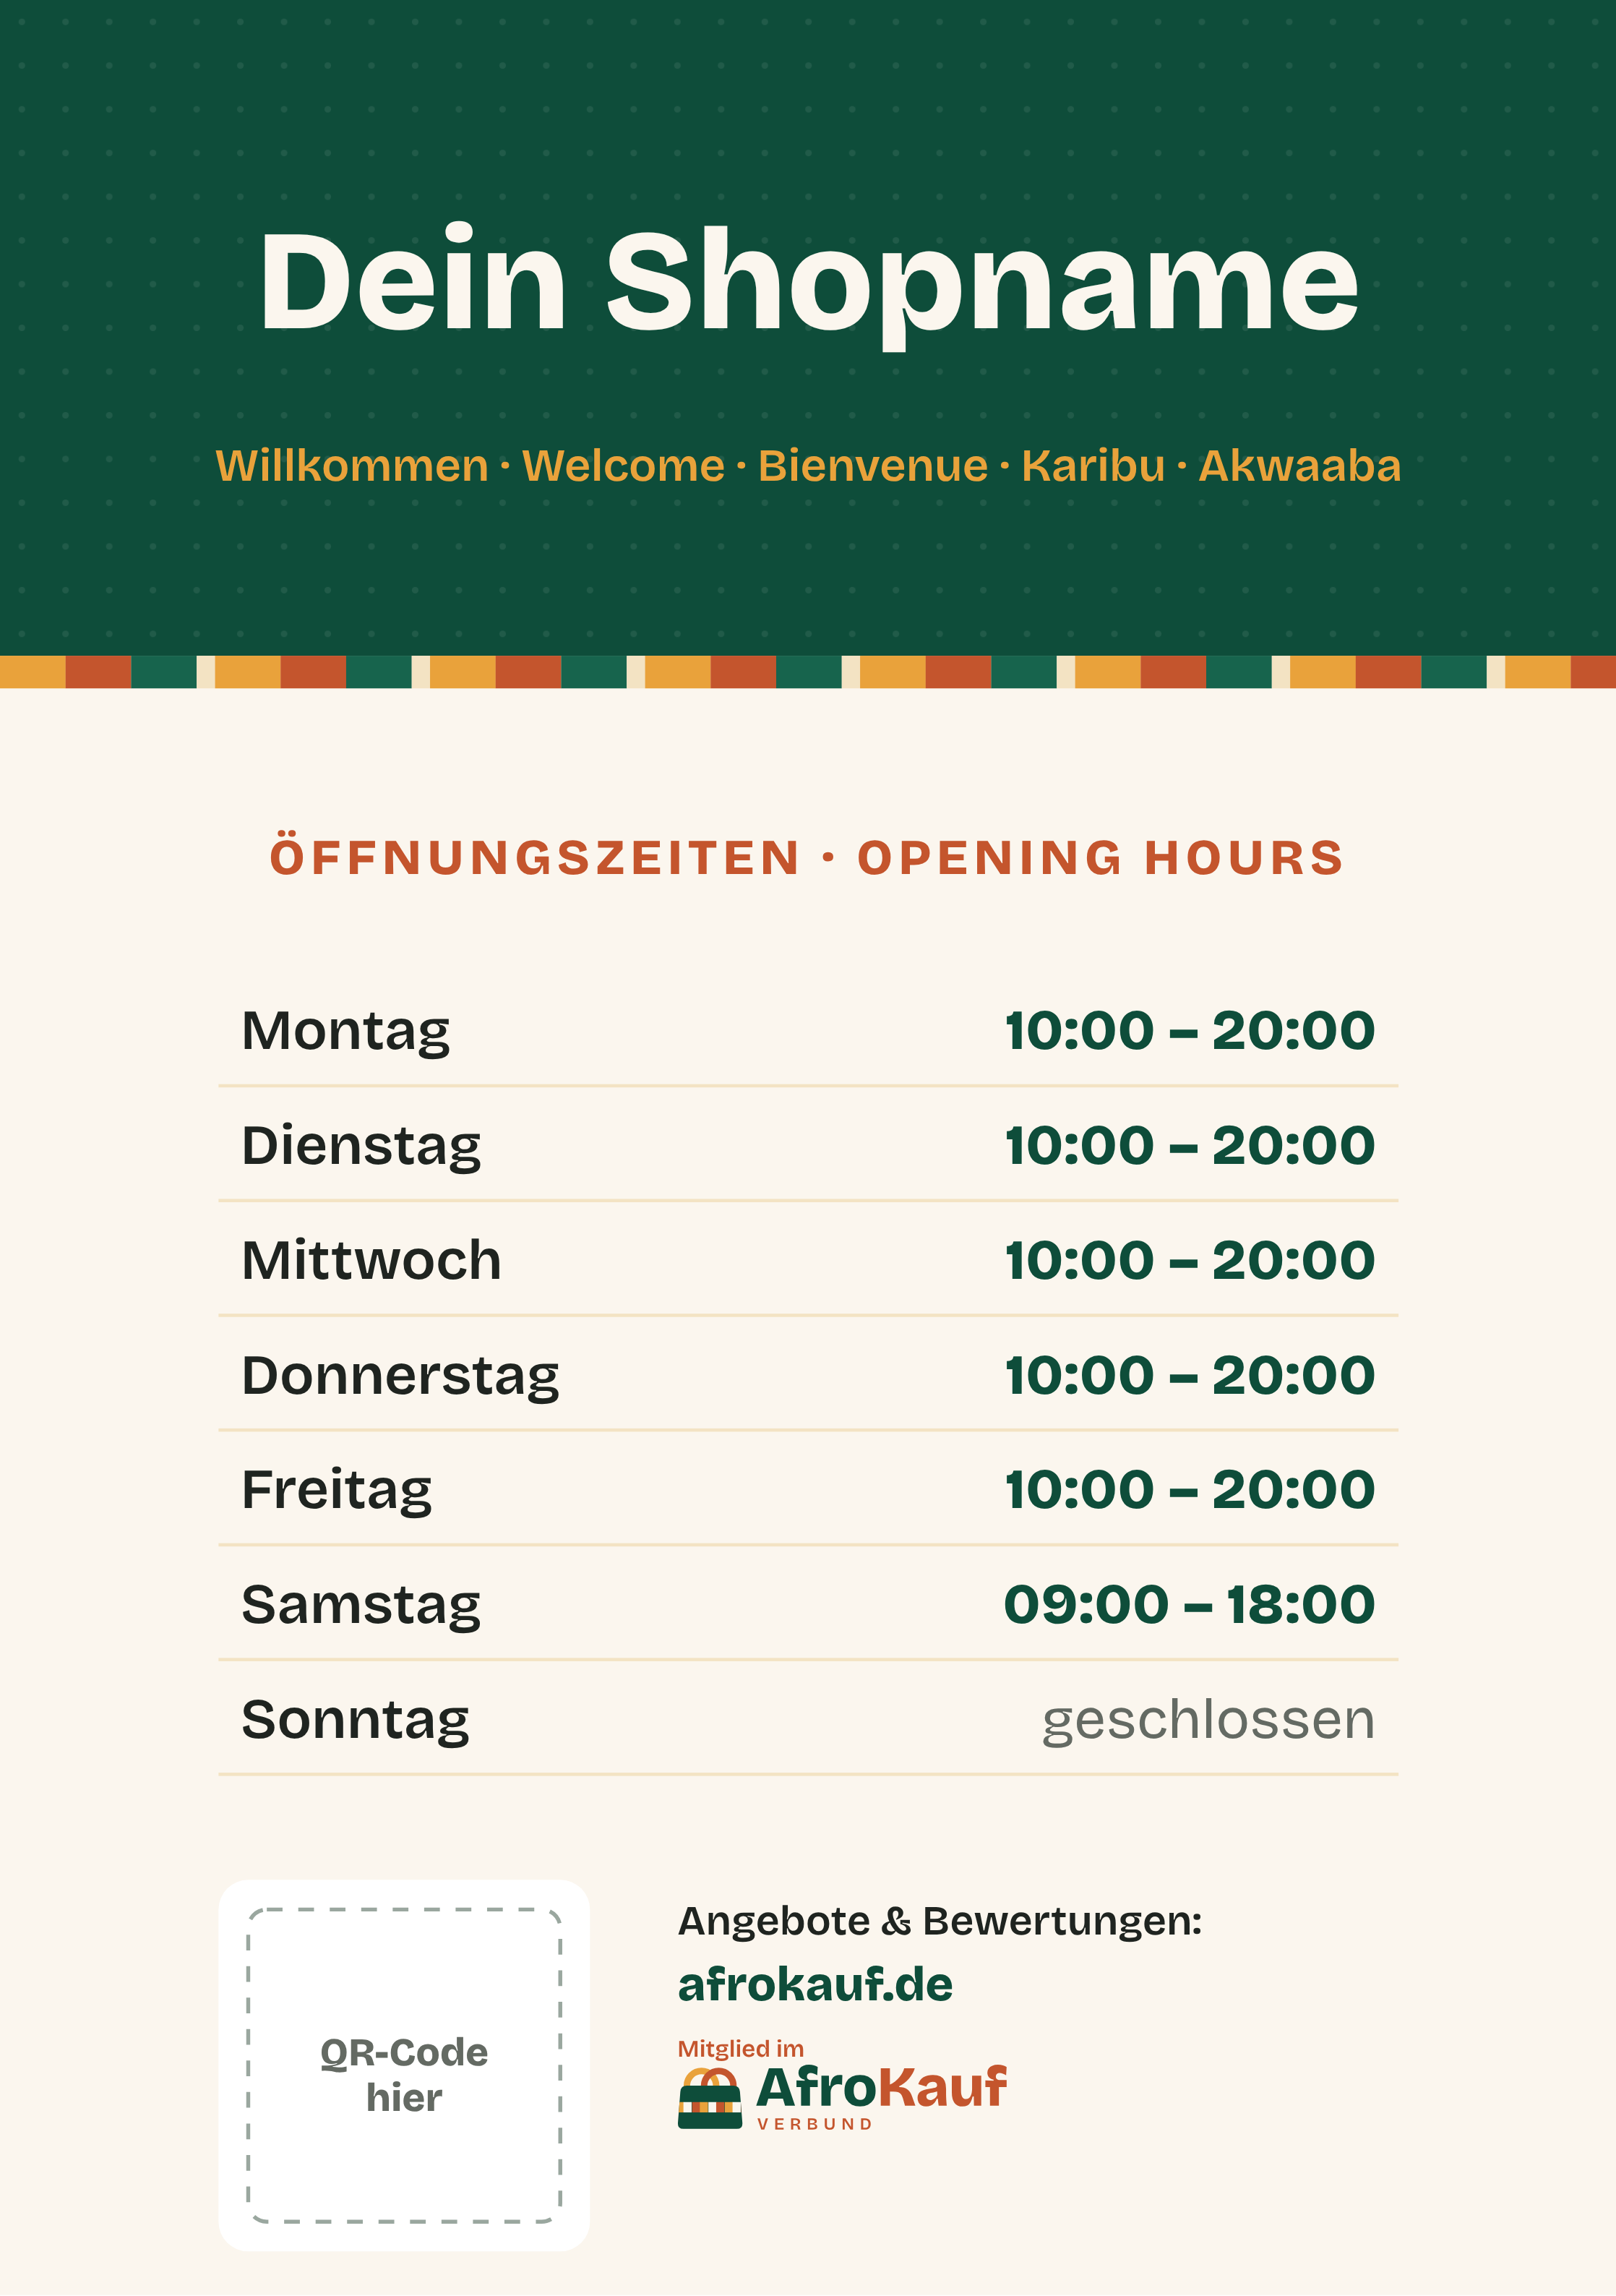 Dein Shopname
Willkommen · Welcome · Bienvenue · Karibu · Akwaaba
ÖFFNUNGSZEITEN · OPENING HOURS
Montag 10:00 – 20:00
Dienstag 10:00 – 20:00
Mittwoch 10:00 – 20:00
Donnerstag 10:00 – 20:00
Freitag 10:00 – 20:00
Samstag 09:00 – 18:00
Sonntag geschlossen
QR-Code
hier
Angebote & Bewertungen:
afrokauf.de
Mitglied im
AfroKauf
VERBUND